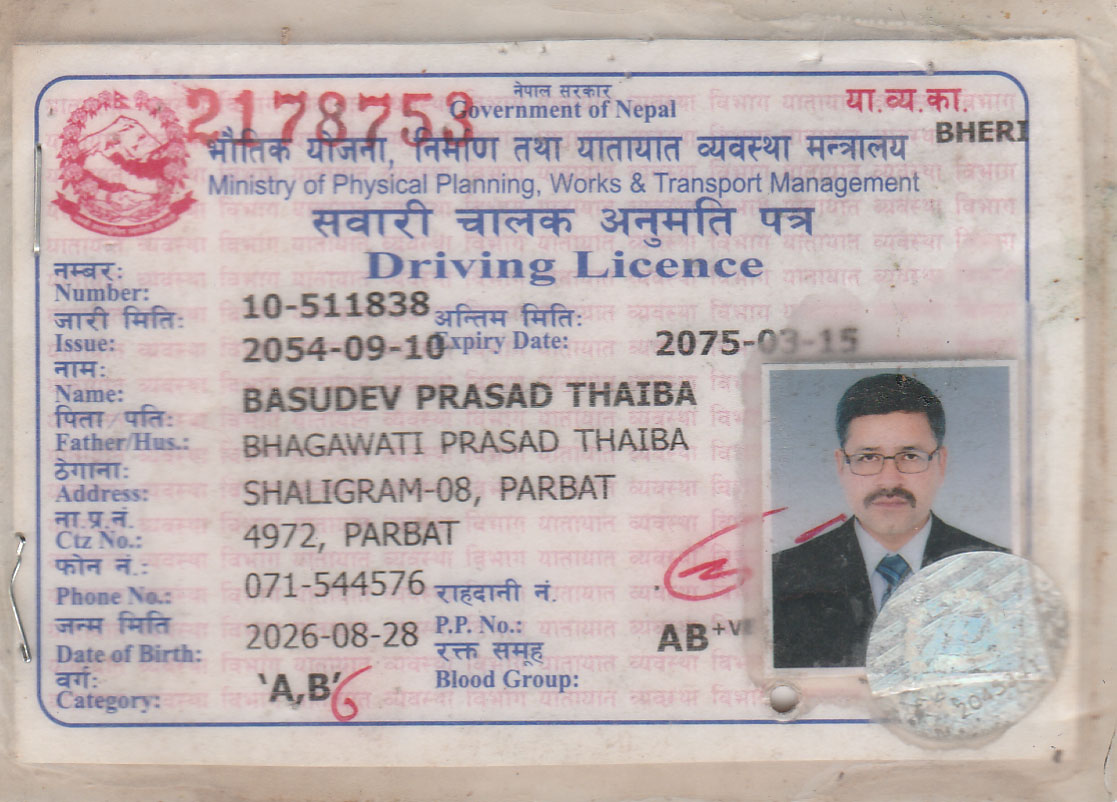 2178753
नेपाल सरकार
Government of Nepal
या.व्य.का.
BHERI
भौतिक योजना, निर्माण तथा यातायात व्यवस्था मन्त्रालय
Ministry of Physical Planning, Works & Transport Management
सवारी चालक अनुमति पत्र
Driving Licence
नम्बर:
Number: 10-511838
जारी मिति: अन्तिम मिति:
Issue: 2054-09-10 Expiry Date: 2075-03-15
नाम:
Name: BASUDEV PRASAD THAIBA
पिता पति:
Father/Hus.: BHAGAWATI PRASAD THAIBA
ठेगाना:
Address: SHALIGRAM-08, PARBAT
ना.प्र.नं.
Ctz No.: 4972, PARBAT
फोन नं.:
Phone No.: 071-544576 राहदानी नं.
जन्म मिति P.P. No.:
Date of Birth: 2026-08-28 रक्त समूह
वर्ग: Blood Group: AB+VE
Category: 'A,B'